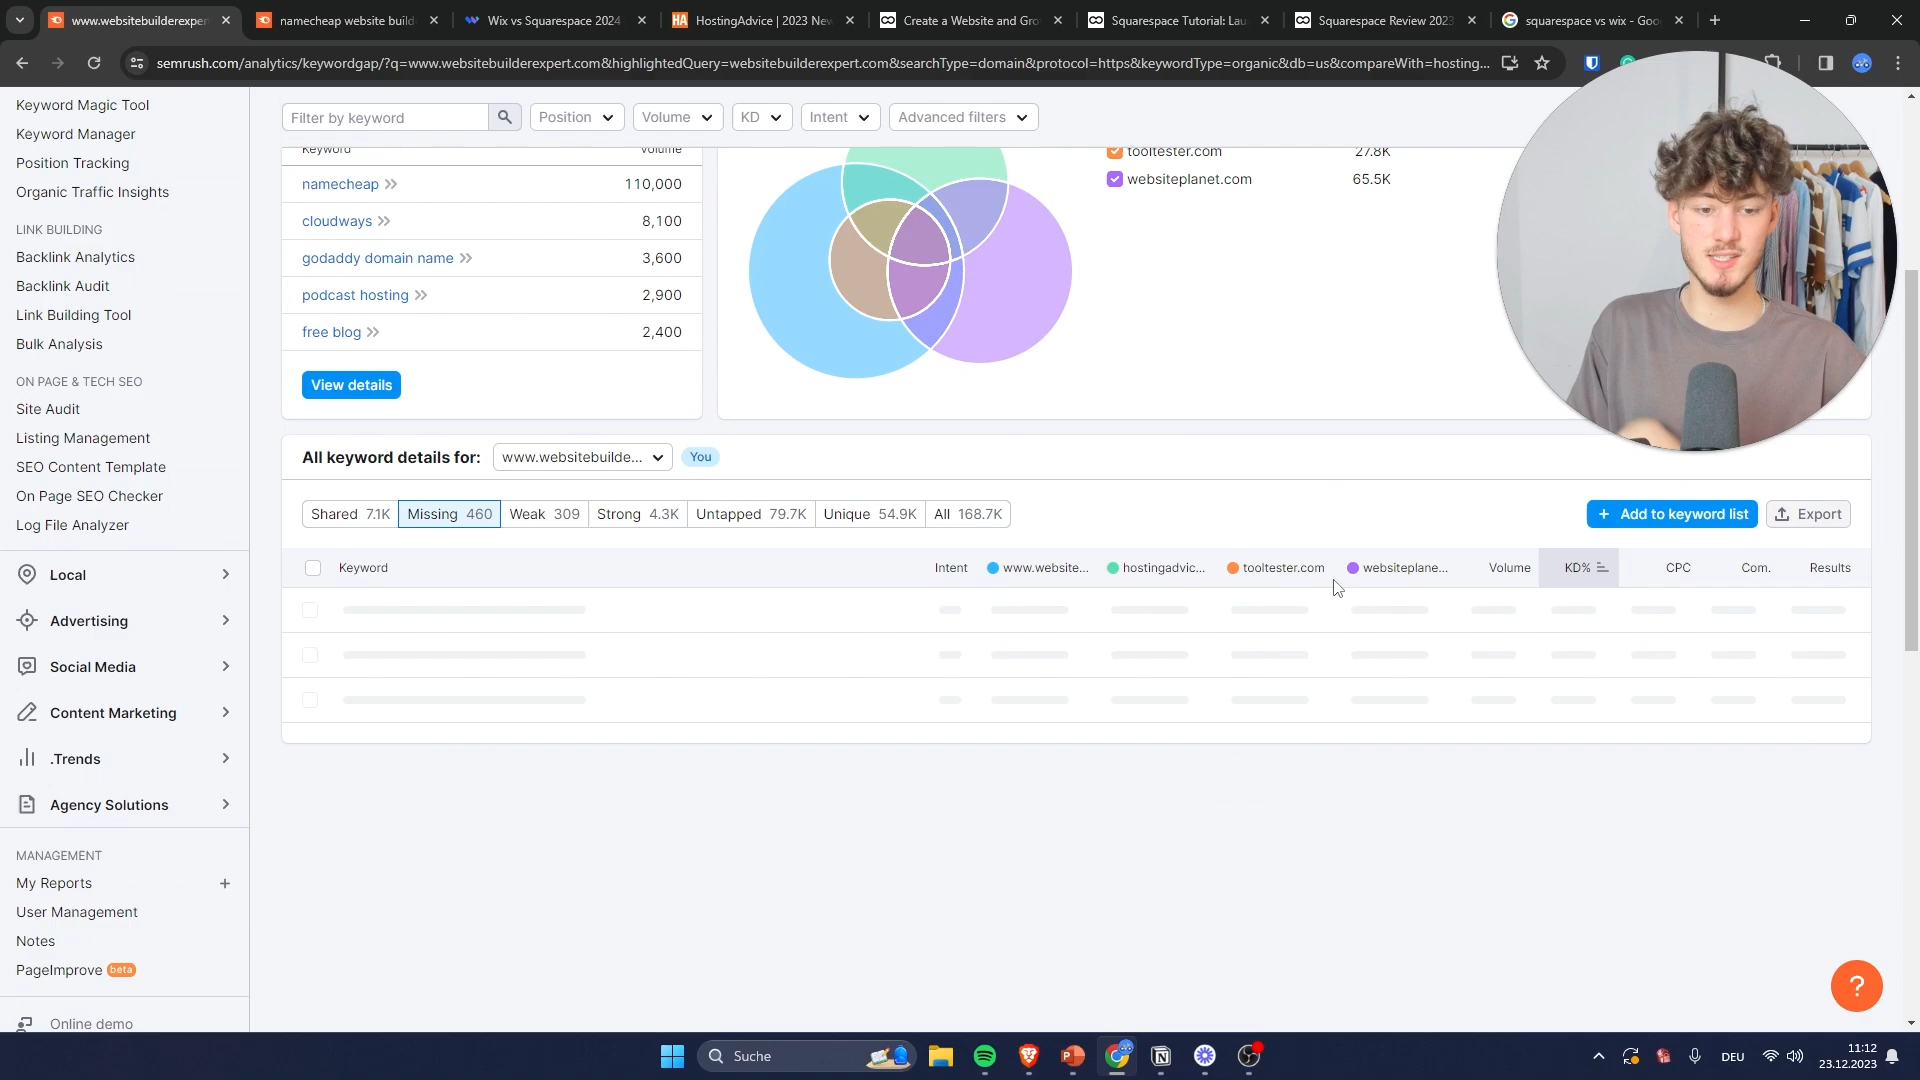 www.websitebuilderexper
namecheap website build
Wix vs Squarespace 2024
HostingAdvice | 2023 Nev
Create a Website and Gro
Squarespace Tutorial: Lau
Squarespace Review 2023
squarespace vs wix - Goo
semrush.com/analytics/keywordgap/?q=www.websitebuilderexpert.com&highlightedQuery=websitebuilderexpert.com&searchType=domain&protocol=https&keywordType=organic&db=us&compareWith=hosting...
Keyword Magic Tool
Keyword Manager
Position Tracking
Organic Traffic Insights
LINK BUILDING
Backlink Analytics
Backlink Audit
Link Building Tool
Bulk Analysis
ON PAGE & TECH SEO
Site Audit
Listing Management
SEO Content Template
On Page SEO Checker
Log File Analyzer
Local
Advertising
Social Media
Content Marketing
.Trends
Agency Solutions
MANAGEMENT
My Reports
User Management
Notes
PageImprove beta
Online demo
Filter by keyword
Position
Volume
KD
Intent
Advanced filters
Keyword Volume
namecheap 110,000
cloudways 8,100
godaddy domain name 3,600
podcast hosting 2,900
free blog 2,400
View details
tooltester.com 27.8K
websiteplanet.com 65.5K
All keyword details for: www.websitebuilde... You
Shared 7.1K Missing 460 Weak 309 Strong 4.3K Untapped 79.7K Unique 54.9K All 168.7K
+ Add to keyword list
Export
Keyword Intent www.website... hostingadvic... tooltester.com websiteplane... Volume KD% CPC Com. Results
?
Suche
DEU
11:12
23.12.2023